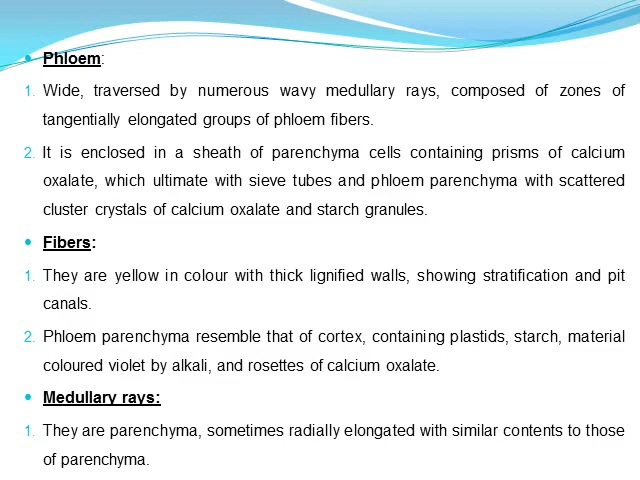 • Phloem:
1. Wide, traversed by numerous wavy medullary rays, composed of zones of
tangentially elongated groups of phloem fibers.
2. It is enclosed in a sheath of parenchyma cells containing prisms of calcium
oxalate, which ultimate with sieve tubes and phloem parenchyma with scattered
cluster crystals of calcium oxalate and starch granules.
• Fibers:
1. They are yellow in colour with thick lignified walls, showing stratification and pit
canals.
2. Phloem parenchyma resemble that of cortex, containing plastids, starch, material
coloured violet by alkali, and rosettes of calcium oxalate.
• Medullary rays:
1. They are parenchyma, sometimes radially elongated with similar contents to those
of parenchyma.